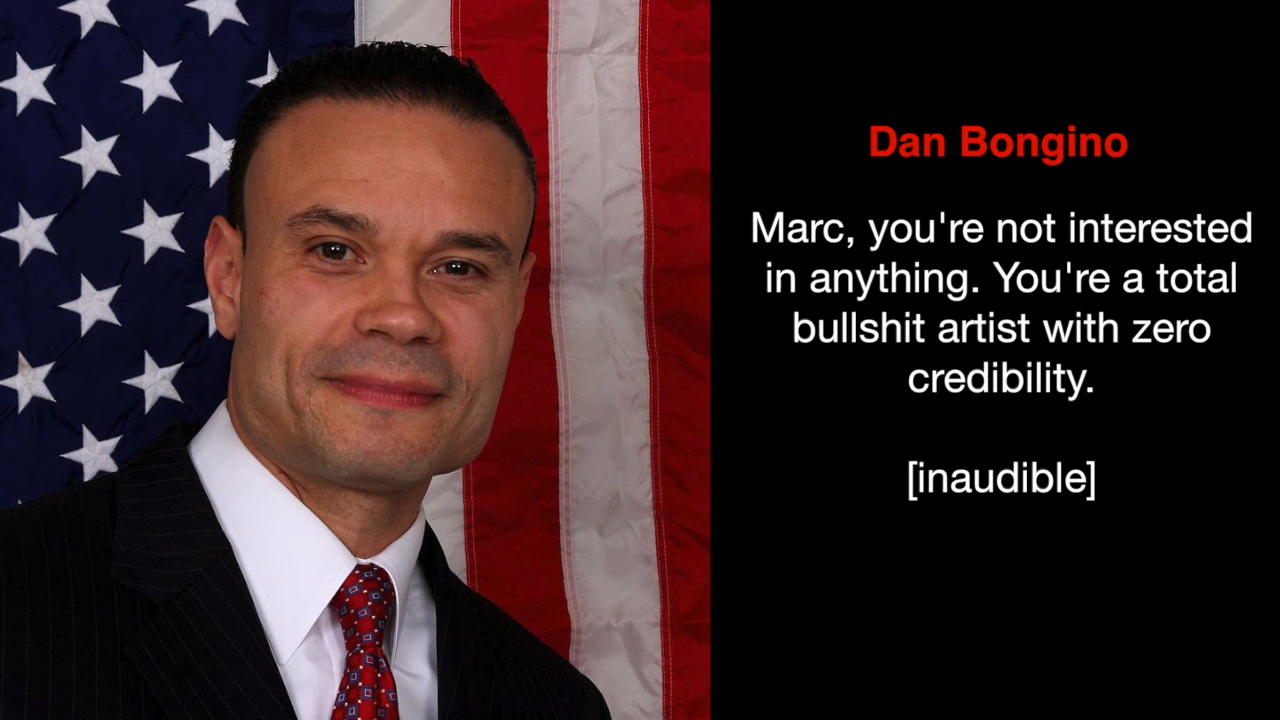 Dan Bongino
Marc, you're not interested
in anything. You're a total
bullshit artist with zero
credibility.
[inaudible]